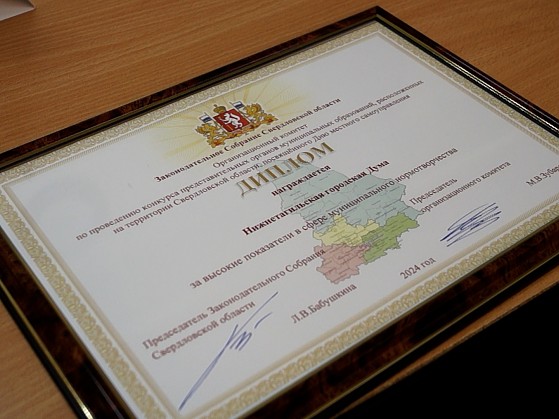 Законодательное Собрание Свердловской области
Организационный комитет
по проведению конкурса представительных органов муниципальных образований, расположенных
на территории Свердловской области, посвящённого Дню местного самоуправления
ДИПЛОМ
награждается
Нижнетагильская городская Дума
за высокие показатели в сфере муниципального нормотворчества
Председатель Законодательного Собрания
Свердловской области
Л.В.Бабушкина
Председатель
организационного комитета
2024 год